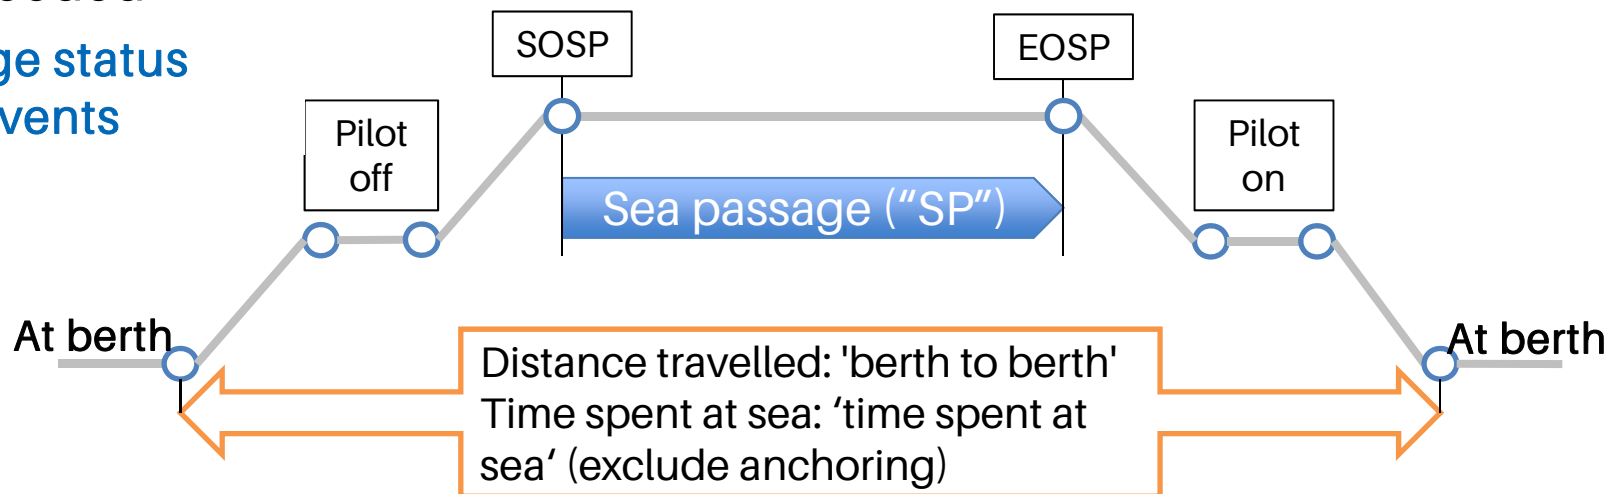 ge status
vents
SOSP
EOSP
Pilot
off
Pilot
on
Sea passage (“SP”)
At berth
At berth
Distance travelled: 'berth to berth'
Time spent at sea: ‘time spent at
sea‘ (exclude anchoring)